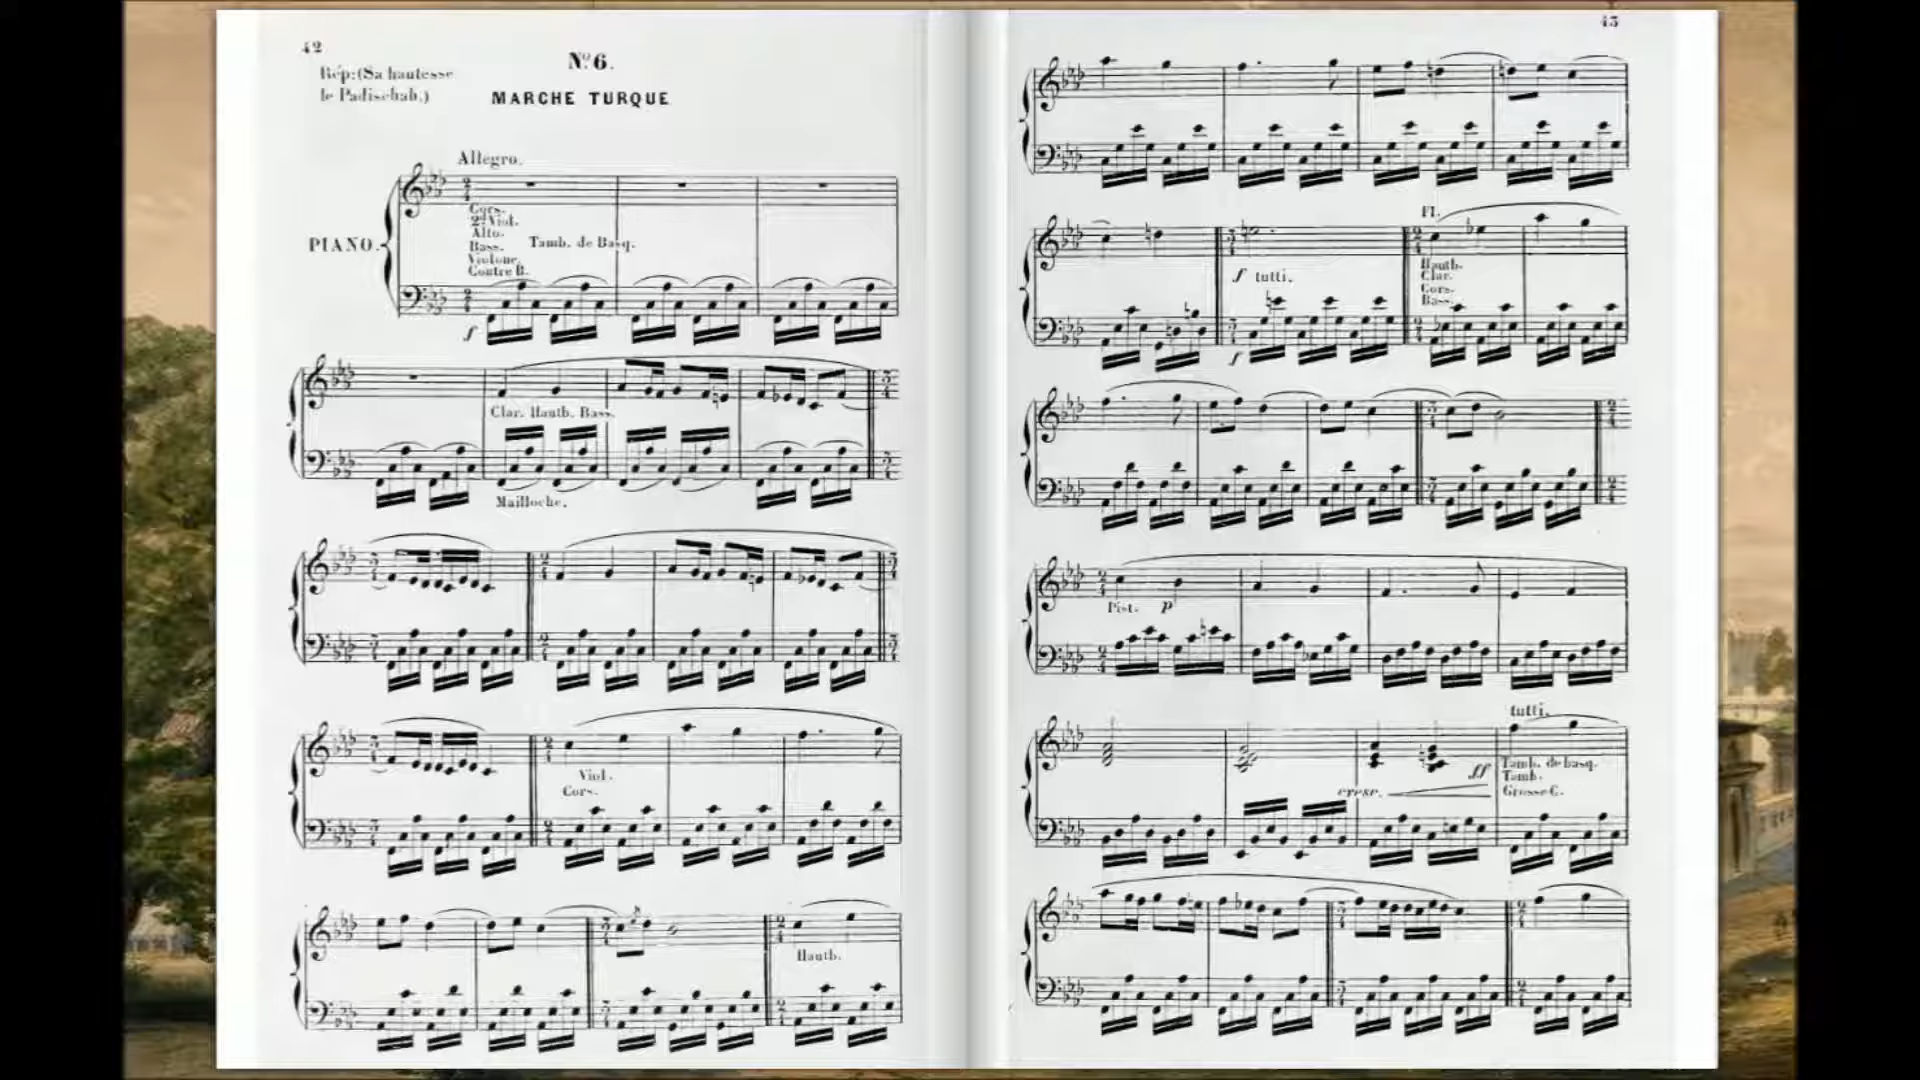 42
Nº 6.
Rép: (Sa hautesse
le Padischah.)
MARCHE TURQUE
Allegro.
PIANO.
Cors.
2d Viol.
Alto.
Bass.
Violonc.
Contre B.
Tamb. de Basq.
f
Clar. Hautb. Bass.
Mailloche.
Viol.
Cors.
Hautb.
43
f tutti.
f
Fl.
Hautb.
Clar.
Cors.
Bass.
Pist. p
tutti.
cresc. ff
Tamb. de basq.
Tamb.
Grosse C.